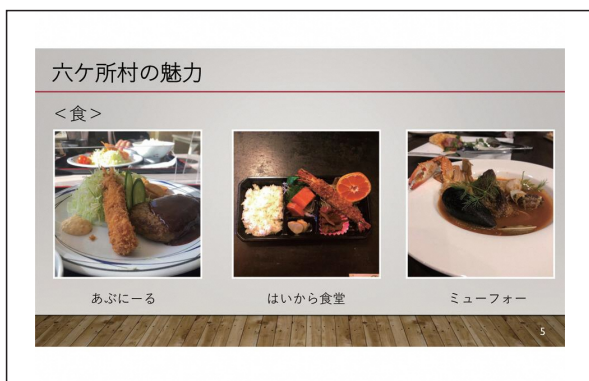 六ケ所村の魅力
＜食＞
あぶにーる
はいから食堂
ミューフォー
5